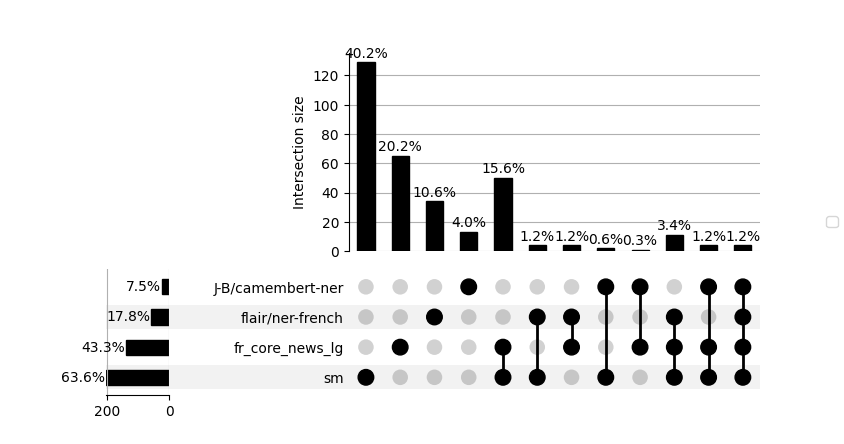 40.2%
120
100
20.2%
80
15.6%
60
10.6%
40
4.0%
1.2% 1.2% 0.6% 0.3% 3.4% 1.2% 1.2%
20
0
Intersection size
7.5% J-B/camembert-ner
17.8% flair/ner-french
43.3% fr_core_news_lg
63.6% sm
200 0